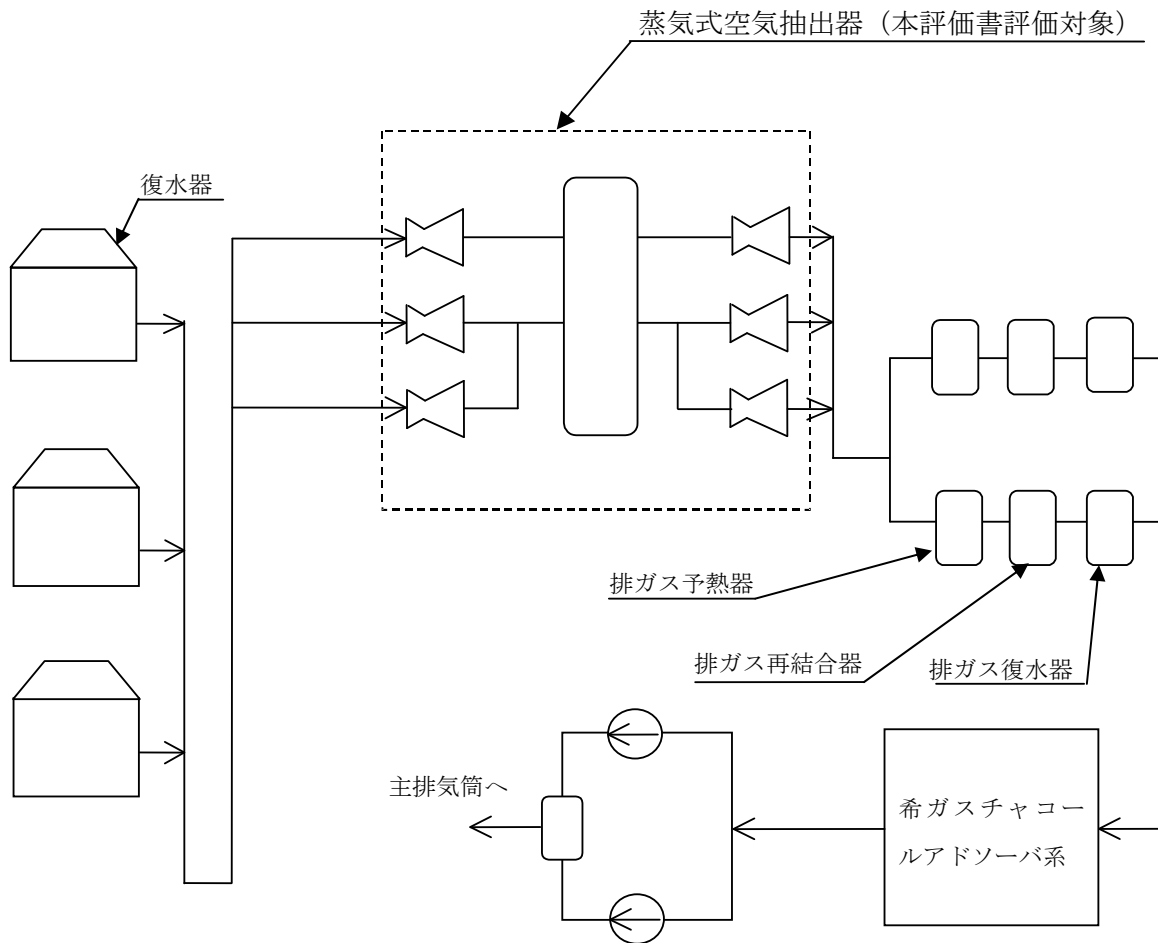 蒸気式空気抽出器（本評価書評価対象）
復水器
排ガス予熱器
排ガス再結合器
排ガス復水器
主排気筒へ
希ガスチャコー
ルアドソーバ系